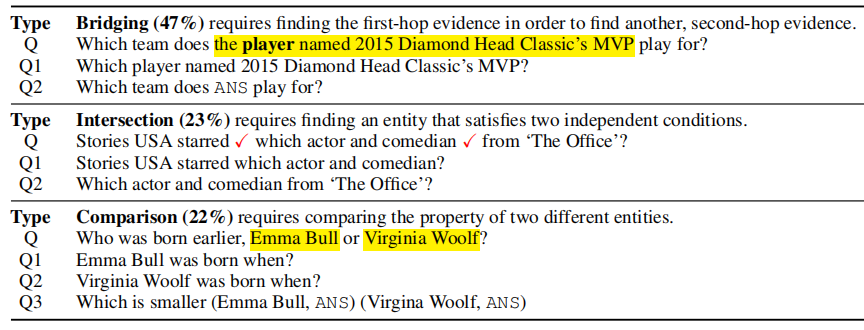 Type Bridging (47%) requires finding the first-hop evidence in order to find another, second-hop evidence.
Q Which team does the player named 2015 Diamond Head Classic's MVP play for?
Q1 Which player named 2015 Diamond Head Classic's MVP?
Q2 Which team does ANS play for?
Type Intersection (23%) requires finding an entity that satisfies two independent conditions.
Q Stories USA starred ✓ which actor and comedian ✓ from ‘The Office’?
Q1 Stories USA starred which actor and comedian?
Q2 Which actor and comedian from ‘The Office’?
Type Comparison (22%) requires comparing the property of two different entities.
Q Who was born earlier, Emma Bull or Virginia Woolf?
Q1 Emma Bull was born when?
Q2 Virginia Woolf was born when?
Q3 Which is smaller (Emma Bull, ANS) (Virgina Woolf, ANS)